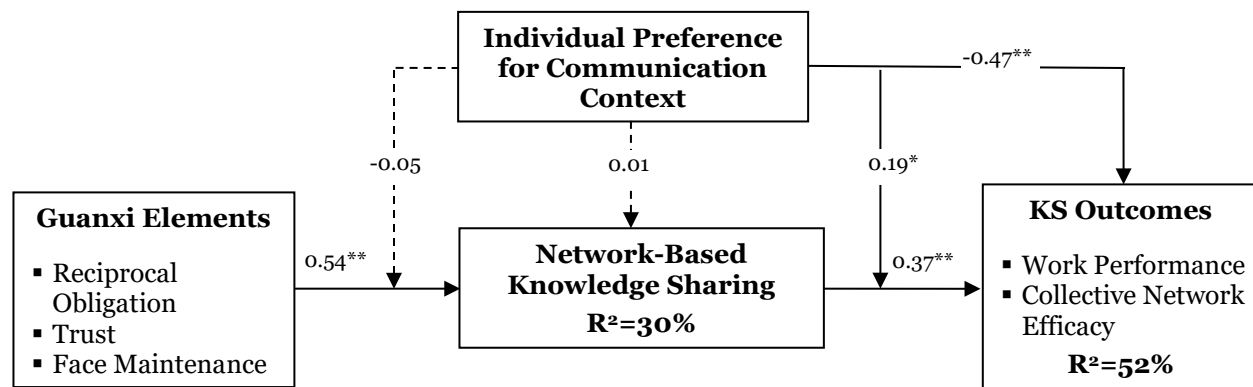 Individual Preference
for Communication
Context
-0.47**
-0.05
0.01
0.19*
Guanxi Elements
▪ Reciprocal
Obligation
▪ Trust
▪ Face Maintenance
0.54**
Network-Based
Knowledge Sharing
R²=30%
0.37**
KS Outcomes
▪ Work Performance
▪ Collective Network
Efficacy
R²=52%